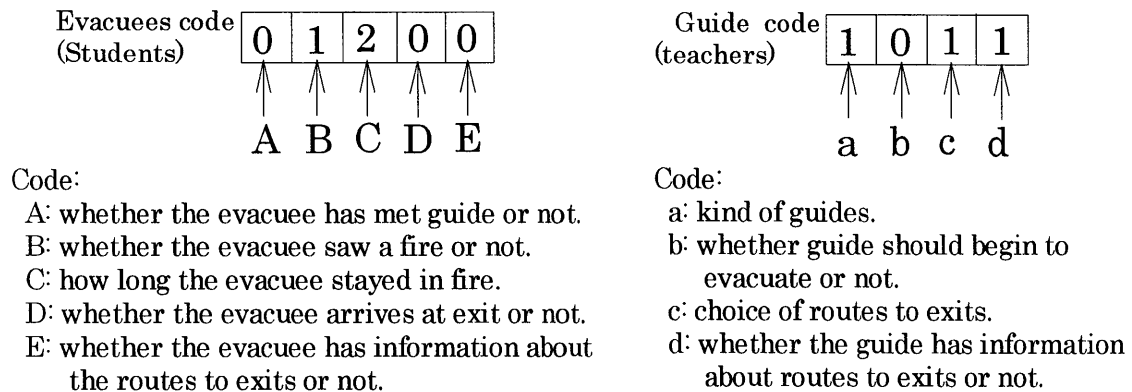 Evacuees code
(Students)
0 1 2 0 0
A B C D E
Code:
A: whether the evacuee has met guide or not.
B: whether the evacuee saw a fire or not.
C: how long the evacuee stayed in fire.
D: whether the evacuee arrives at exit or not.
E: whether the evacuee has information about
the routes to exits or not.
Guide code
(teachers)
1 0 1 1
a b c d
Code:
a: kind of guides.
b: whether guide should begin to
evacuate or not.
c: choice of routes to exits.
d: whether the guide has information
about routes to exits or not.